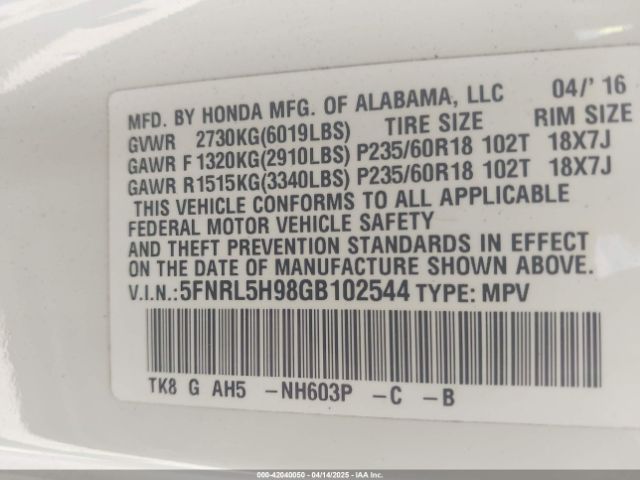 MFD. BY HONDA MFG. OF ALABAMA, LLC 04/' 16
GVWR 2730KG(6019LBS) TIRE SIZE RIM SIZE
GAWR F 1320KG(2910LBS) P235/60R18 102T 18X7J
GAWR R1515KG(3340LBS) P235/60R18 102T 18X7J
THIS VEHICLE CONFORMS TO ALL APPLICABLE
FEDERAL MOTOR VEHICLE SAFETY
AND THEFT PREVENTION STANDARDS IN EFFECT
ON THE DATE OF MANUFACTURE SHOWN ABOVE.
V.I.N.:5FNRL5H98GB102544 TYPE: MPV
TK8 G AH5 -NH603P -C -B
000-42040050 - 04/14/2025 - IAAI.COM